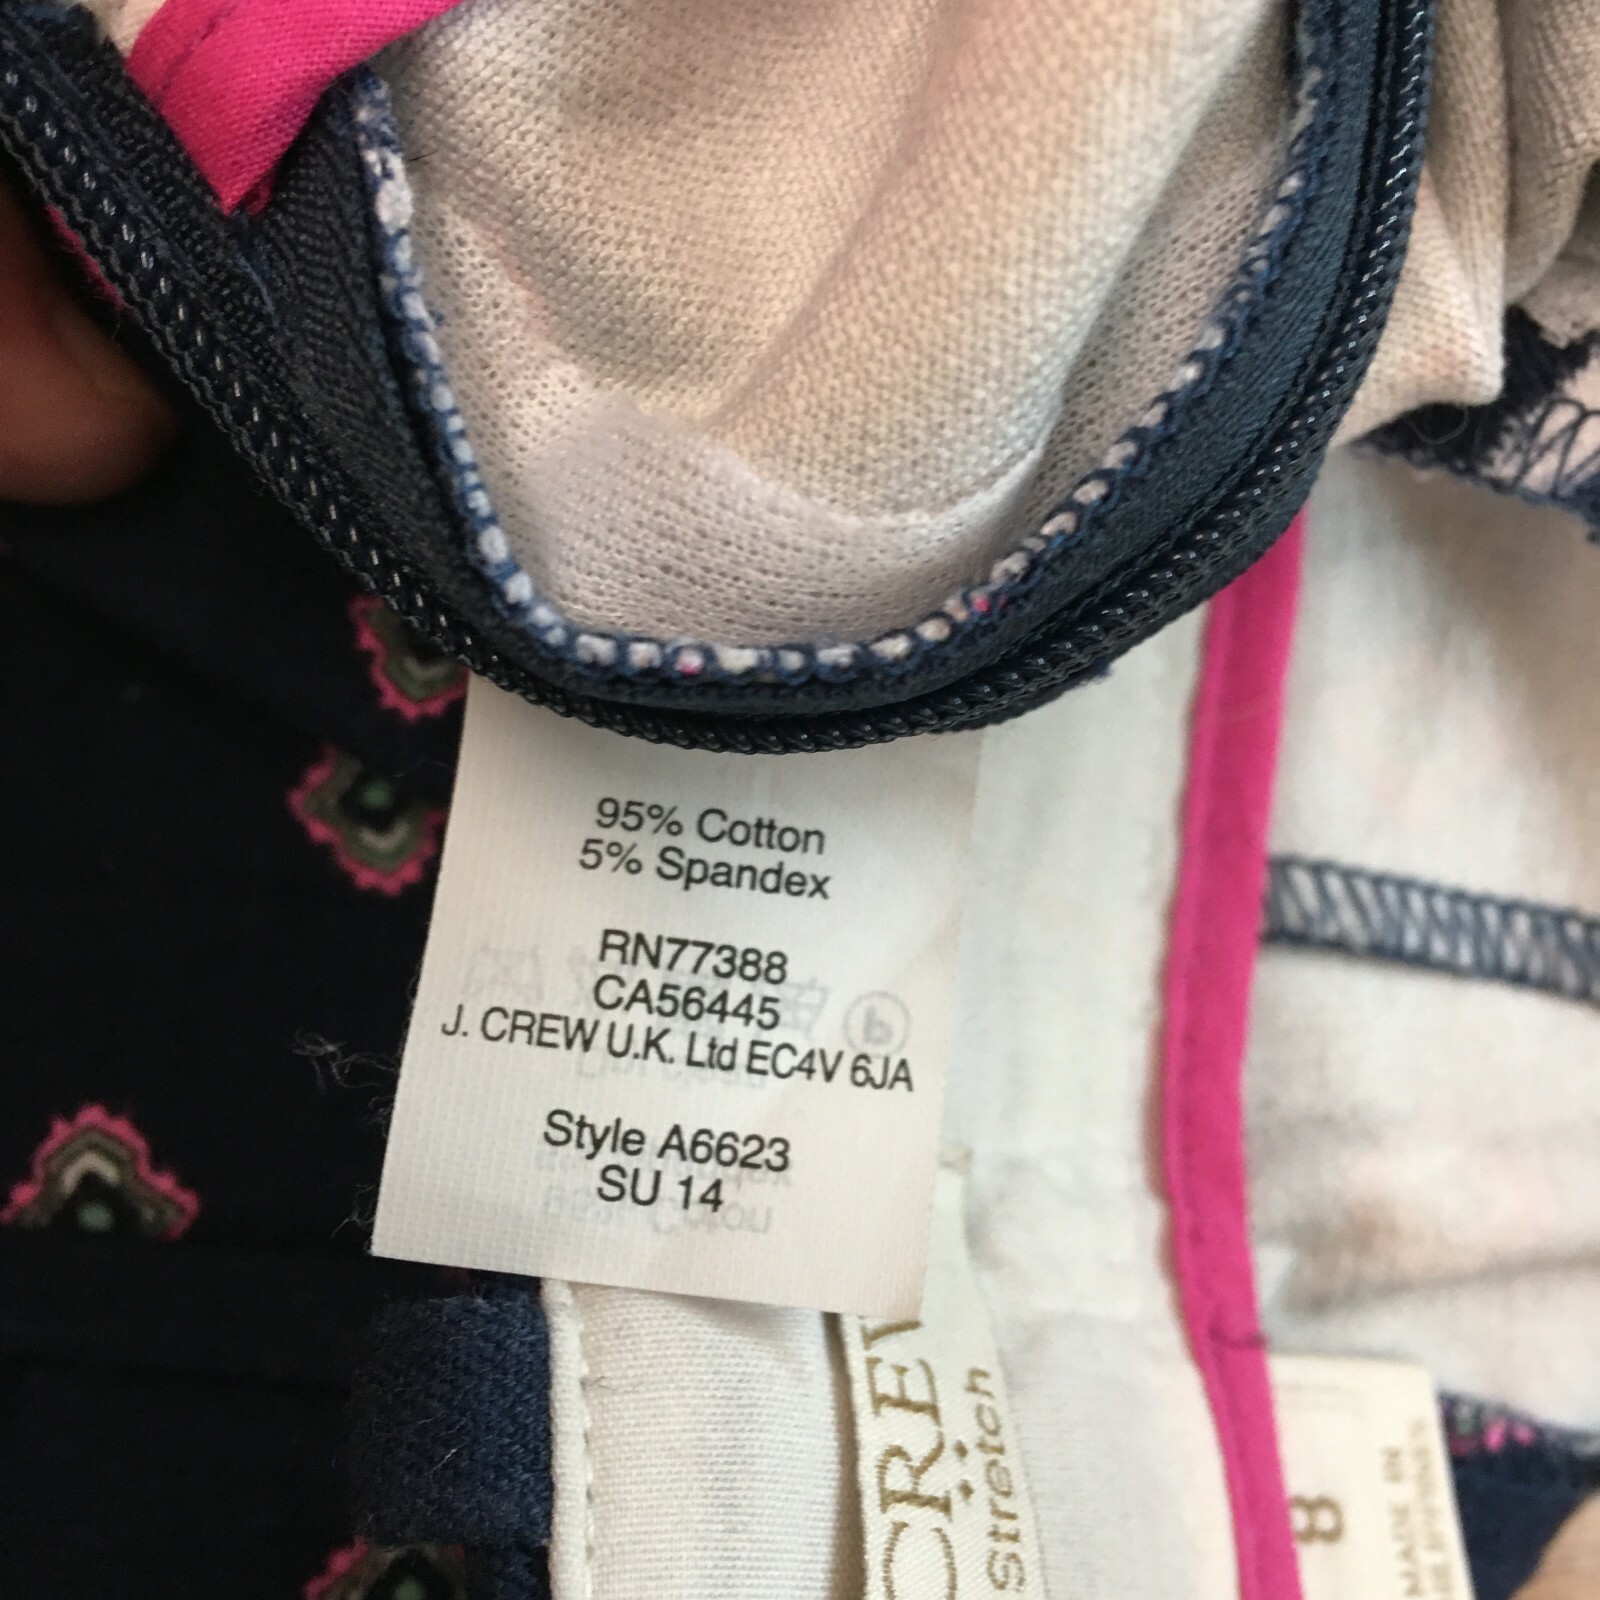 95% Cotton
5% Spandex
RN77388
CA56445
J. CREW U.K. Ltd EC4V 6JA
Style A6623
SU 14
CREW
Stretch
8
MADE IN